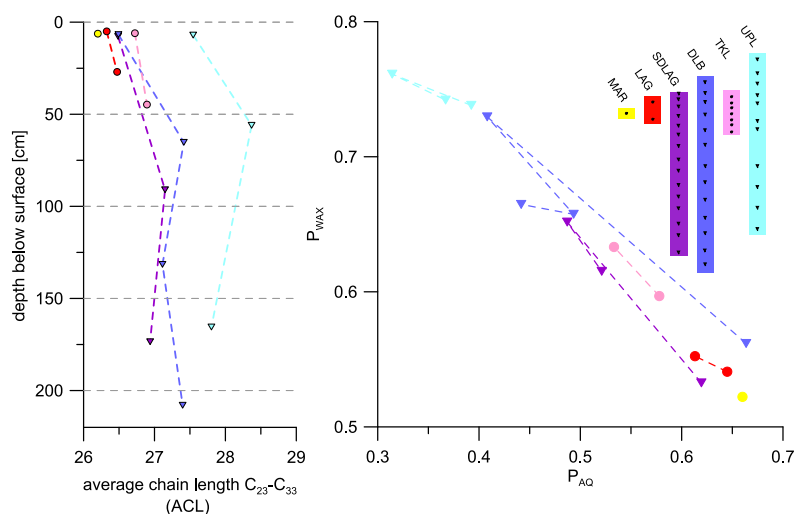 0
50
100
150
200
depth below surface [cm]
26 27 28 29
average chain length C₂₃-C₃₃
(ACL)
0.8
0.7
0.6
0.5
P_WAX
0.3 0.4 0.5 0.6 0.7
P_AQ
MAR LAG SDLAG DLB TKL UPL